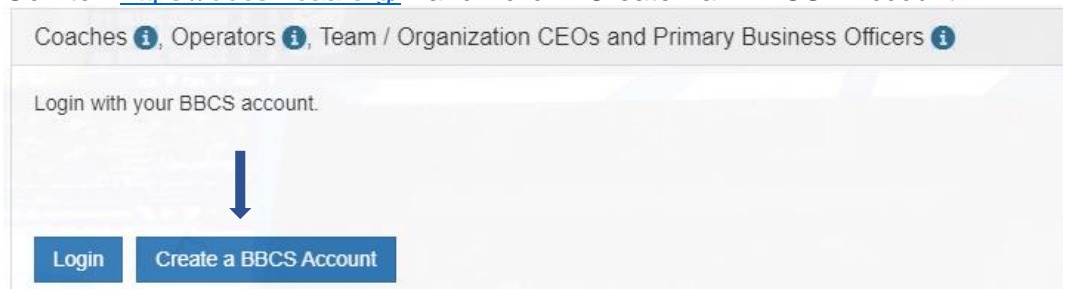 Coaches, Operators, Team / Organization CEOs and Primary Business Officers
Login with your BBCS account.
Login Create a BBCS Account